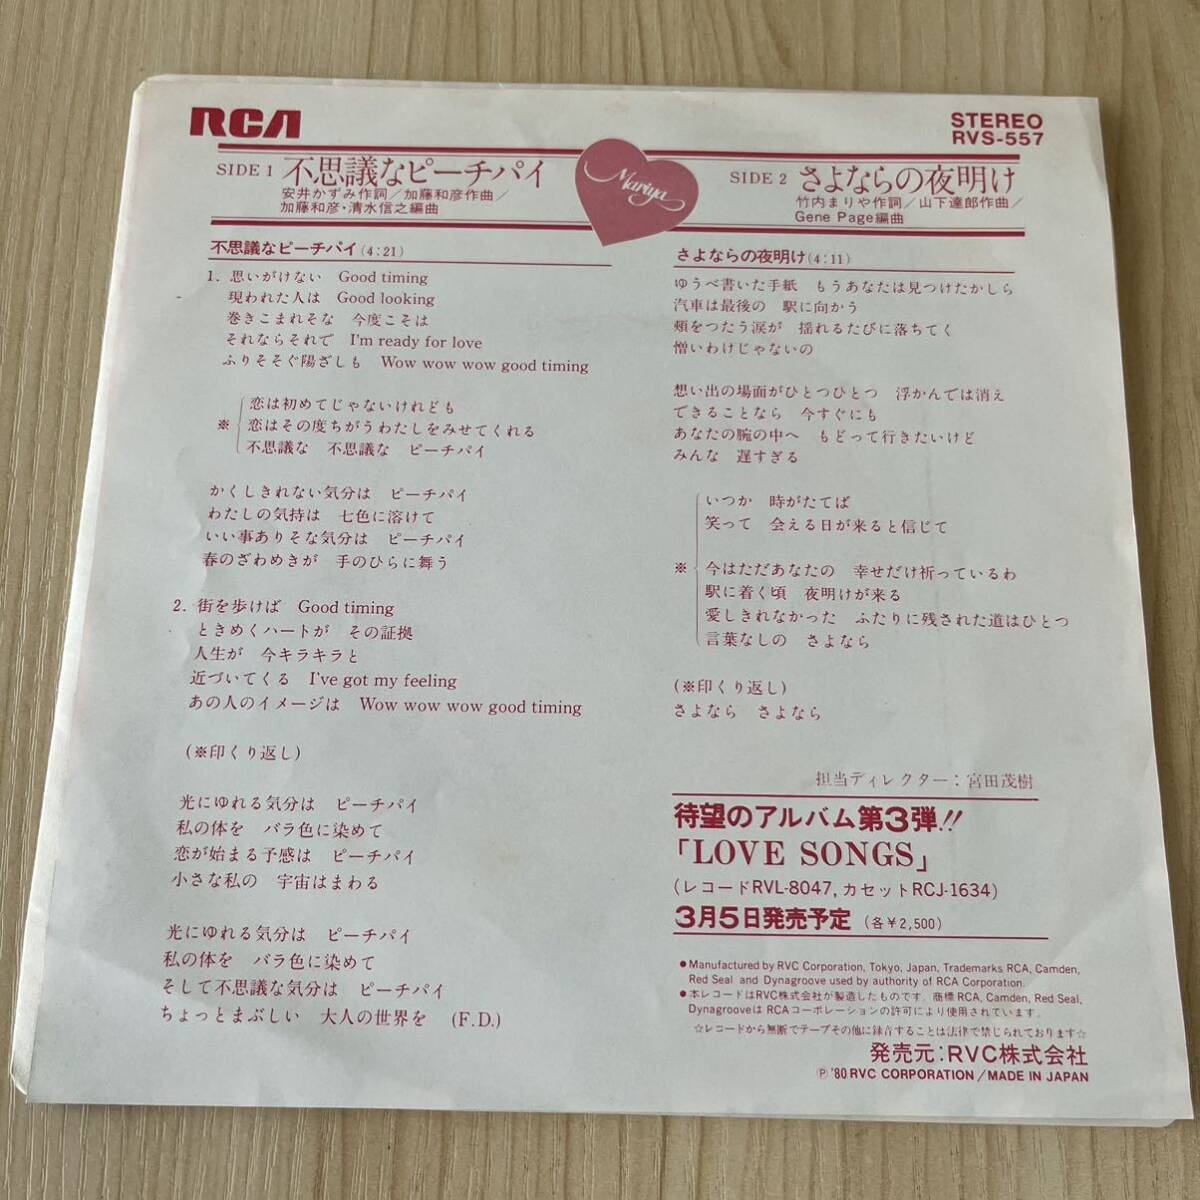 RCA
STEREO
RVS-557
SIDE 1 不思議なピーチパイ
安井かずみ作詞／加藤和彦作曲／
加藤和彦・清水信之編曲
Mariya
SIDE 2 さよならの夜明け
竹内まりや作詞／山下達郎作曲／
Gene Page編曲
不思議なピーチパイ(4:21)
1. 思いがけない Good timing
現われた人は Good looking
巻きこまれそな 今度こそは
それならそれで I'm ready for love
ふりそそぐ陽ざしも Wow wow wow good timing
恋は初めてじゃないけれども
※ 恋はその度ちがうわたしをみせてくれる
不思議な 不思議な ピーチパイ
かくしきれない気分は ピーチパイ
わたしの気持は 七色に溶けて
いい事ありそな気分は ピーチパイ
春のざわめきが 手のひらに舞う
2. 街を歩けば Good timing
ときめくハートが その証拠
人生が 今キラキラと
近づいてくる I've got my feeling
あの人のイメージは Wow wow wow good timing
(※印くり返し)
光にゆれる気分は ピーチパイ
私の体を バラ色に染めて
恋が始まる予感は ピーチパイ
小さな私の 宇宙はまわる
光にゆれる気分は ピーチパイ
私の体を バラ色に染めて
そして不思議な気分は ピーチパイ
ちょっとまぶしい 大人の世界を (F.D.)
さよならの夜明け(4:11)
ゆうべ書いた手紙 もうあなたは見つけたかしら
汽車は最後の 駅に向かう
頬をつたう涙が 揺れるたびに落ちてく
憎いわけじゃないの
想い出の場面がひとつひとつ 浮かんでは消え
できることなら 今すぐにも
あなたの腕の中へ もどって行きたいけど
みんな 遅すぎる
いつか 時がたてば
笑って 会える日が来ると信じて
※ 今はただあなたの 幸せだけ祈っているわ
駅に着く頃 夜明けが来る
愛しきれなかった ふたりに残された道はひとつ
言葉なしの さよなら
(※印くり返し)
さよなら さよなら
担当ディレクター：宮田茂樹
待望のアルバム第3弾!!
「LOVE SONGS」
(レコードRVL-8047, カセットRCJ-1634)
3月5日発売予定 (各￥2,500)
●Manufactured by RVC Corporation, Tokyo, Japan, Trademarks RCA, Camden,
Red Seal and Dynagroove used by authority of RCA Corporation.
●本レコードはRVC株式会社が製造したものです。商標RCA, Camden, Red Seal,
DynagrooveはRCAコーポレーションの許可により使用されています。
☆レコードから無断でテープその他に録音することは法律で禁じられております☆
発売元：RVC株式会社
Ⓟ '80 RVC CORPORATION/MADE IN JAPAN